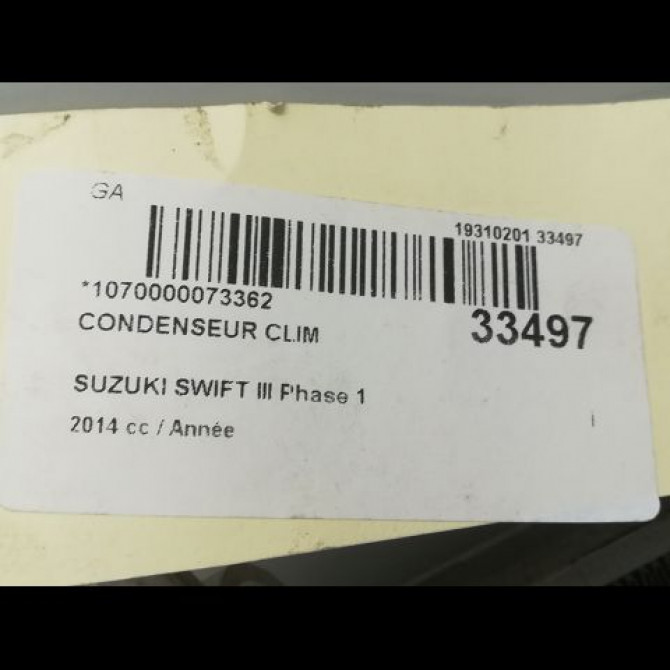 GA
19310201 33497
*1070000073362
33497
CONDENSEUR CLIM
SUZUKI SWIFT III Phase 1
2014 cc / Année